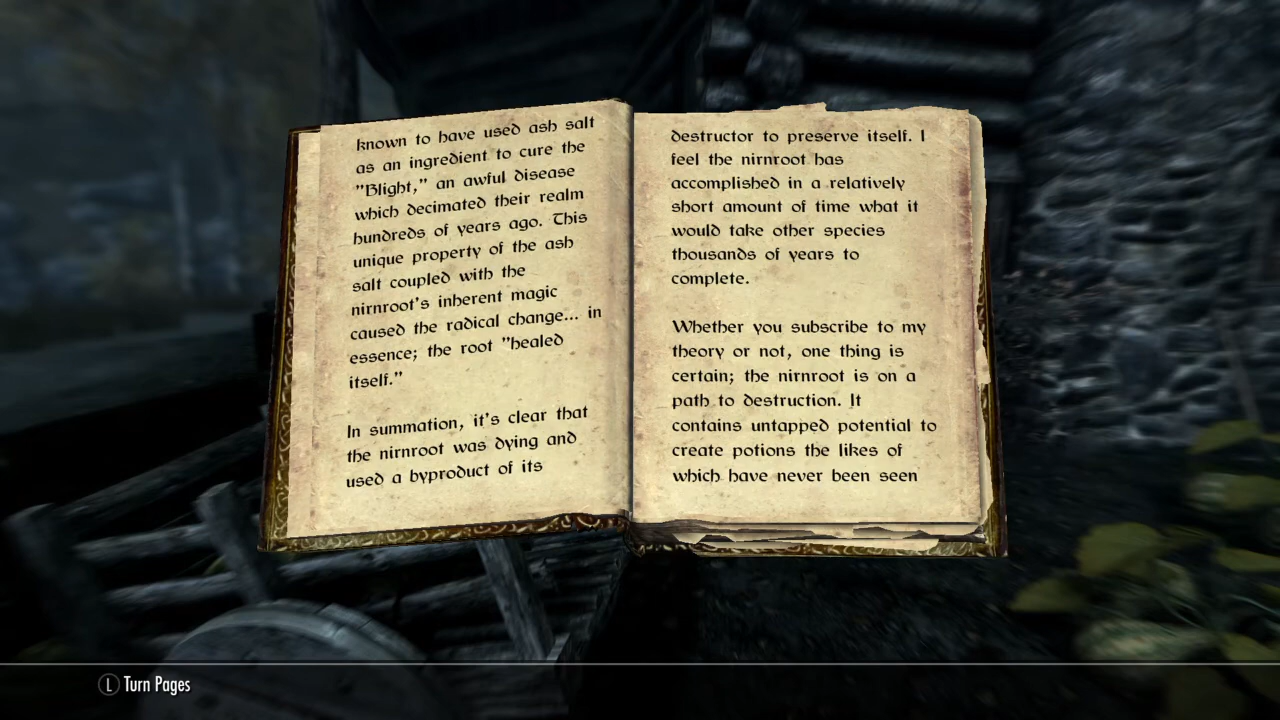 known to have used ash salt
as an ingredient to cure the
"Blight," an awful disease
which decimated their realm
hundreds of years ago. This
unique property of the ash
salt coupled with the
nirnroot's inherent magic
caused the radical change... in
essence; the root "healed
itself."
In summation, it's clear that
the nirnroot was dying and
used a byproduct of its
destructor to preserve itself. I
feel the nirnroot has
accomplished in a relatively
short amount of time what it
would take other species
thousands of years to
complete.
Whether you subscribe to my
theory or not, one thing is
certain; the nirnroot is on a
path to destruction. It
contains untapped potential to
create potions the likes of
which have never been seen
L Turn Pages